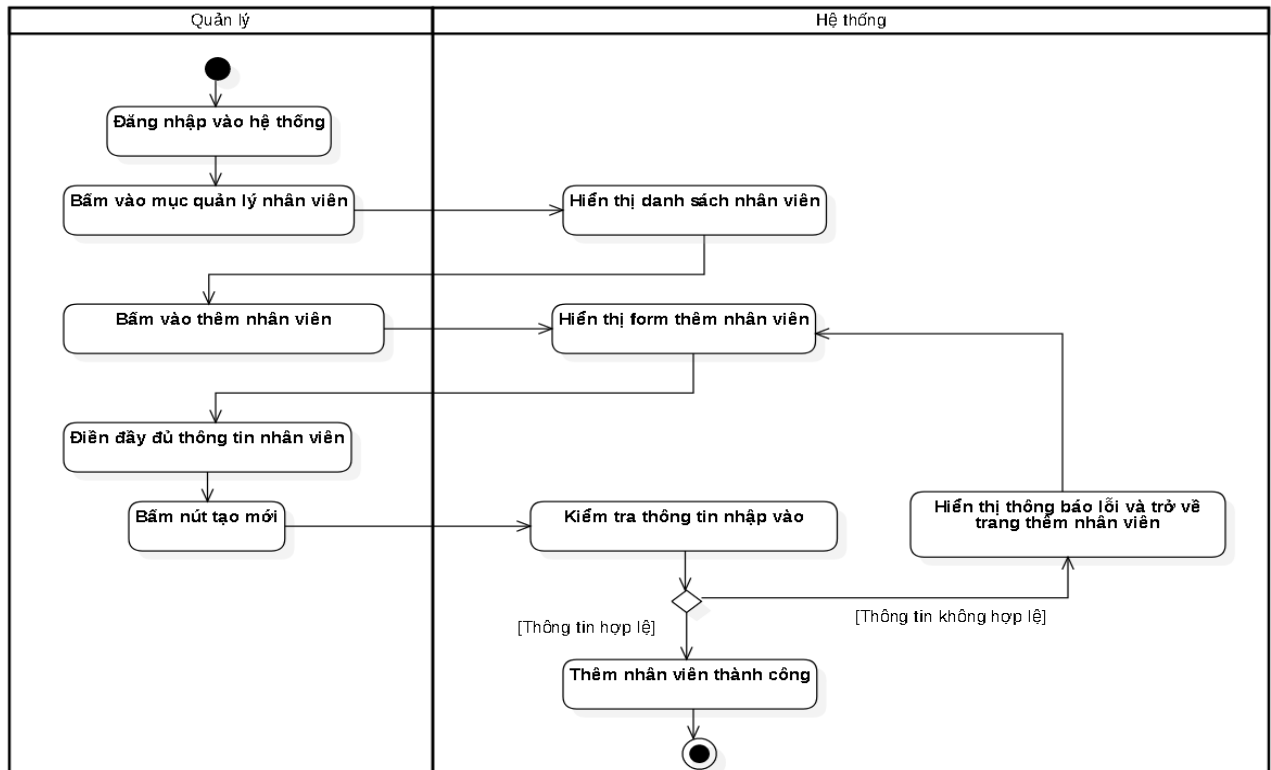 Quản lý
Hệ thống
Đăng nhập vào hệ thống
Bấm vào mục quản lý nhân viên
Hiển thị danh sách nhân viên
Bấm vào thêm nhân viên
Hiển thị form thêm nhân viên
Điền đầy đủ thông tin nhân viên
Bấm nút tạo mới
Kiểm tra thông tin nhập vào
Hiển thị thông báo lỗi và trở về
trang thêm nhân viên
[Thông tin không hợp lệ]
[Thông tin hợp lệ]
Thêm nhân viên thành công